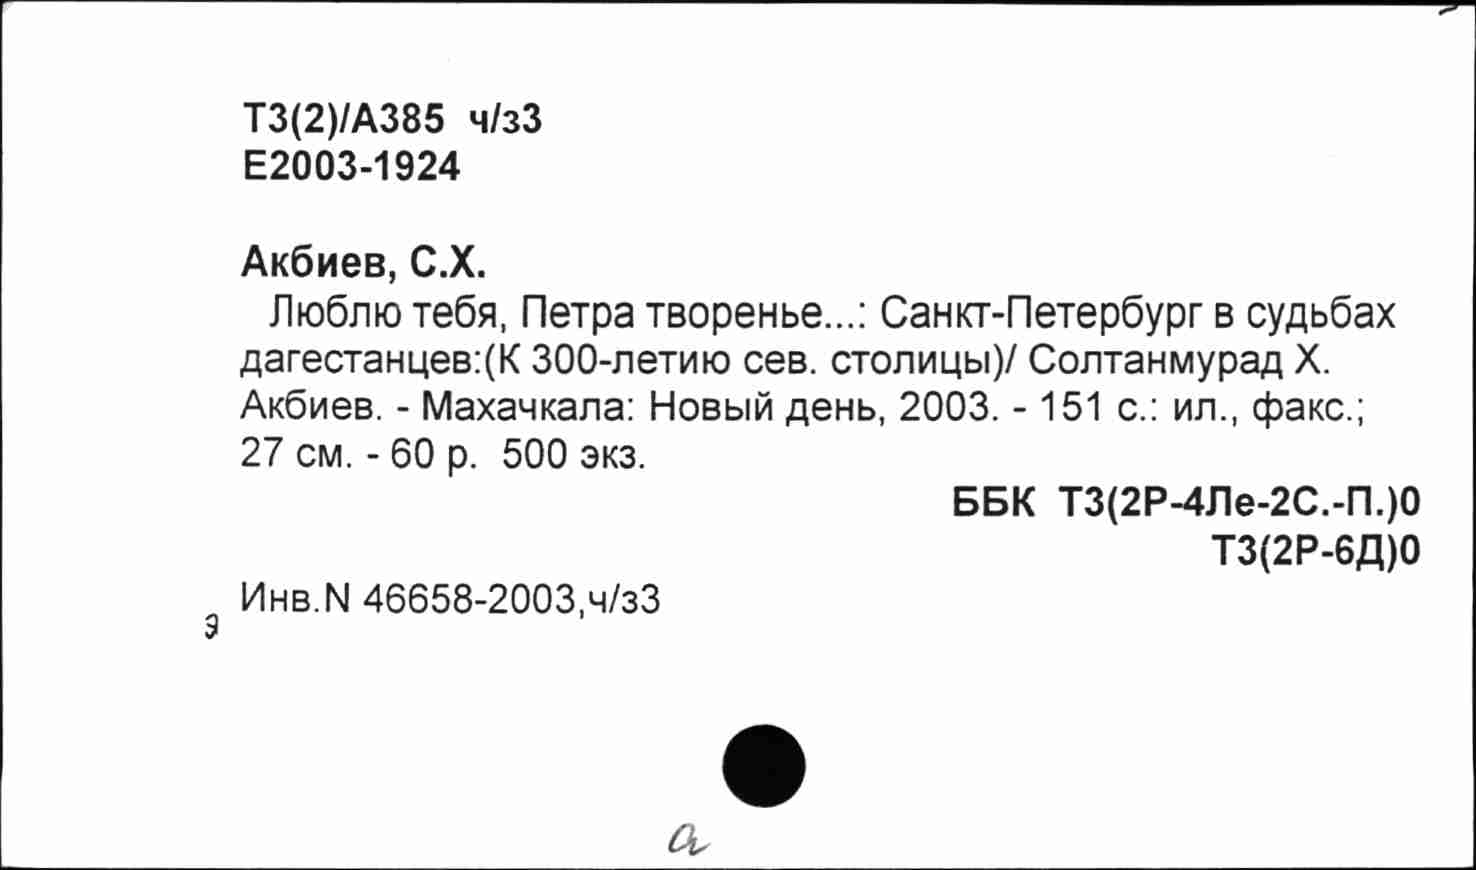 Т3(2)/А385 ч/з3
Е2003-1924
Акбиев, С.Х.
Люблю тебя, Петра творенье...: Санкт-Петербург в судьбах
дагестанцев:(К 300-летию сев. столицы)/ Солтанмурад Х.
Акбиев. - Махачкала: Новый день, 2003. - 151 с.: ил., факс.;
27 см. - 60 р. 500 экз.
ББК Т3(2Р-4Ле-2С.-П.)0
Т3(2Р-6Д)0
Инв.N 46658-2003,ч/з3
э